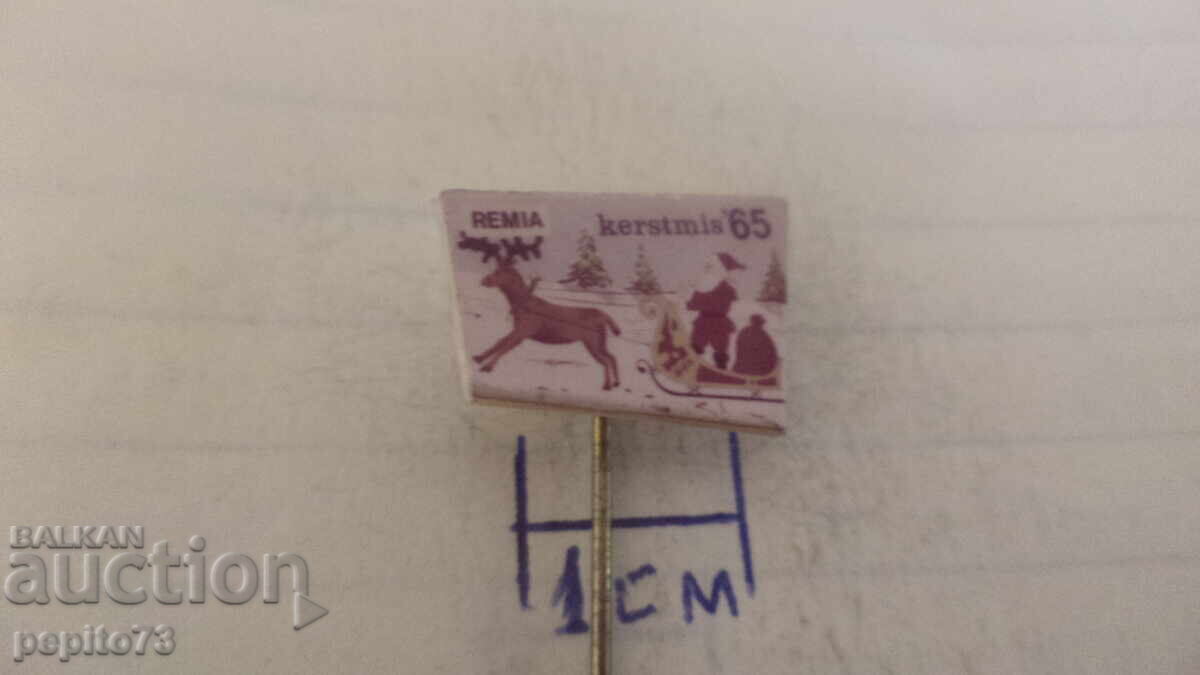 REMIA
kerstmis '65
1 CM
BALKAN
auction
pepito73